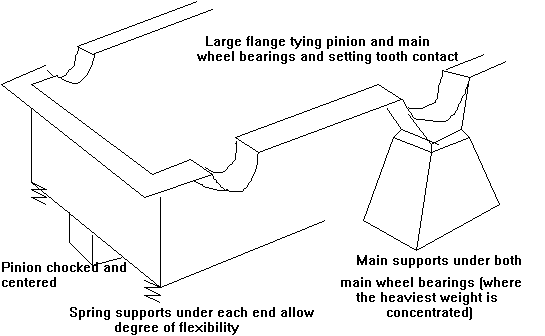 Large flange tying pinion and main
wheel bearings and setting tooth contact
Pinion chocked and
centered
Spring supports under each end allow
degree of flexibility
Main supports under both
main wheel bearings (where
the heaviest weight is
concentrated)